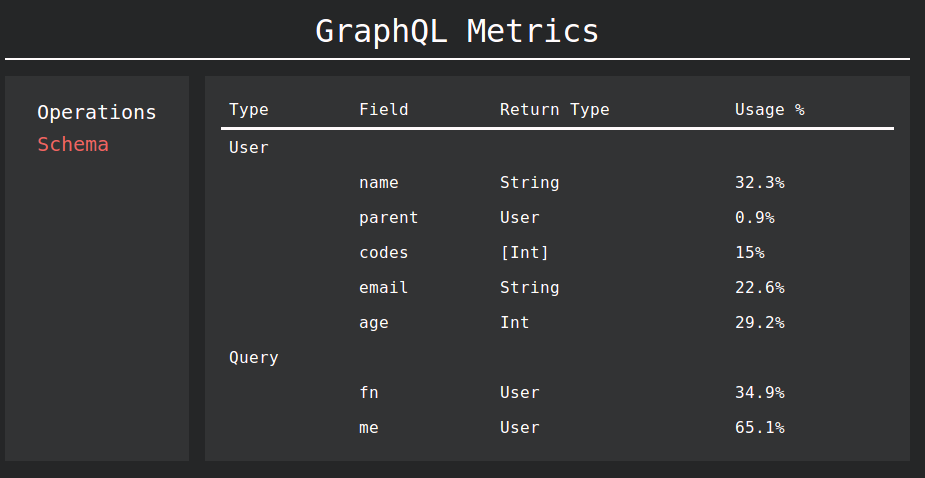 GraphQL Metrics
Operations
Schema
Type Field Return Type Usage %
User
name String 32.3%
parent User 0.9%
codes [Int] 15%
email String 22.6%
age Int 29.2%
Query
fn User 34.9%
me User 65.1%